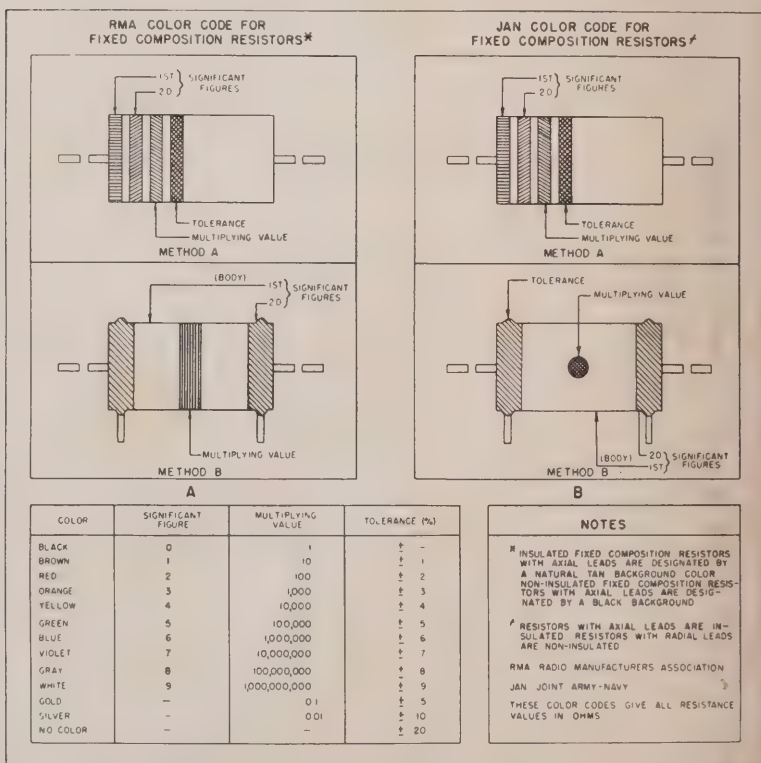 RMA COLOR CODE FOR
FIXED COMPOSITION RESISTORS*
1ST } SIGNIFICANT
2D } FIGURES
TOLERANCE
MULTIPLYING VALUE
METHOD A
(BODY)
1ST } SIGNIFICANT
2D } FIGURES
MULTIPLYING VALUE
METHOD B
A
JAN COLOR CODE FOR
FIXED COMPOSITION RESISTORS≠
1ST } SIGNIFICANT
2D } FIGURES
TOLERANCE
MULTIPLYING VALUE
METHOD A
TOLERANCE
MULTIPLYING VALUE
(BODY) 2D } SIGNIFICANT
1ST } FIGURES
METHOD B
B
COLOR SIGNIFICANT FIGURE MULTIPLYING VALUE TOLERANCE (%)
BLACK 0 1 ± -
BROWN 1 10 ± 1
RED 2 100 ± 2
ORANGE 3 1,000 ± 3
YELLOW 4 10,000 ± 4
GREEN 5 100,000 ± 5
BLUE 6 1,000,000 ± 6
VIOLET 7 10,000,000 ± 7
GRAY 8 100,000,000 ± 8
WHITE 9 1,000,000,000 ± 9
GOLD — 0.1 ± 5
SILVER - 0.01 ± 10
NO COLOR — - ± 20
NOTES
* INSULATED FIXED COMPOSITION RESISTORS
WITH AXIAL LEADS ARE DESIGNATED BY
A NATURAL TAN BACKGROUND COLOR
NON-INSULATED FIXED COMPOSITION RESIS-
TORS WITH AXIAL LEADS ARE DESIG-
NATED BY A BLACK BACKGROUND
≠ RESISTORS WITH AXIAL LEADS ARE IN-
SULATED RESISTORS WITH RADIAL LEADS
ARE NON-INSULATED
RMA RADIO MANUFACTURERS ASSOCIATION
JAN JOINT ARMY-NAVY
THESE COLOR CODES GIVE ALL RESISTANCE
VALUES IN OHMS